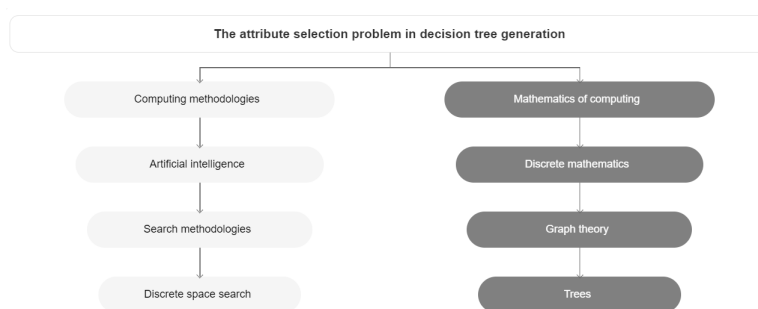 The attribute selection problem in decision tree generation
Computing methodologies
Mathematics of computing
Artificial intelligence
Discrete mathematics
Search methodologies
Graph theory
Discrete space search
Trees